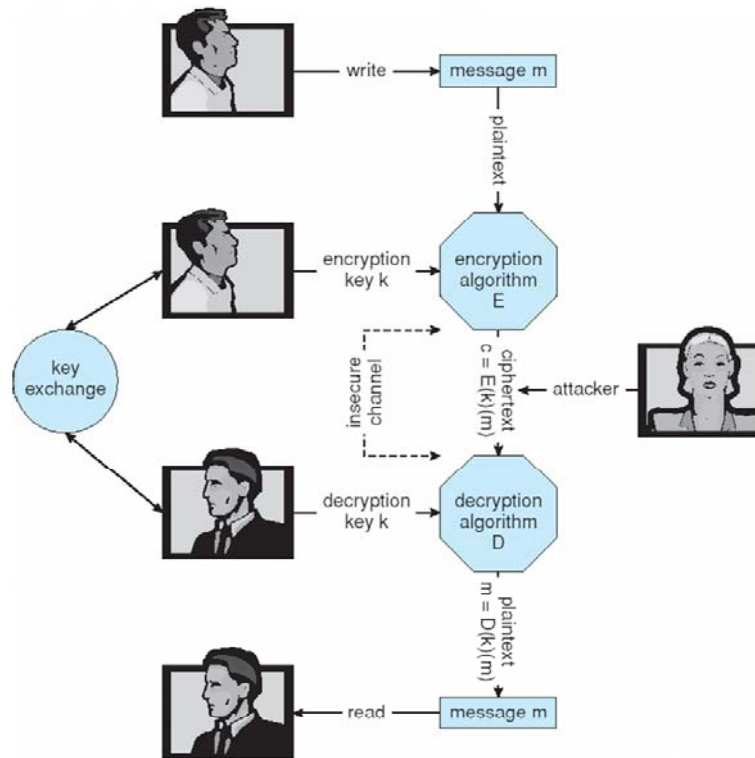 write
message m
plaintext
encryption
key k
encryption
algorithm
E
key
exchange
insecure
channel
ciphertext
c = E(k)(m)
attacker
decryption
key k
decryption
algorithm
D
plaintext
m = D(k)(m)
read
message m